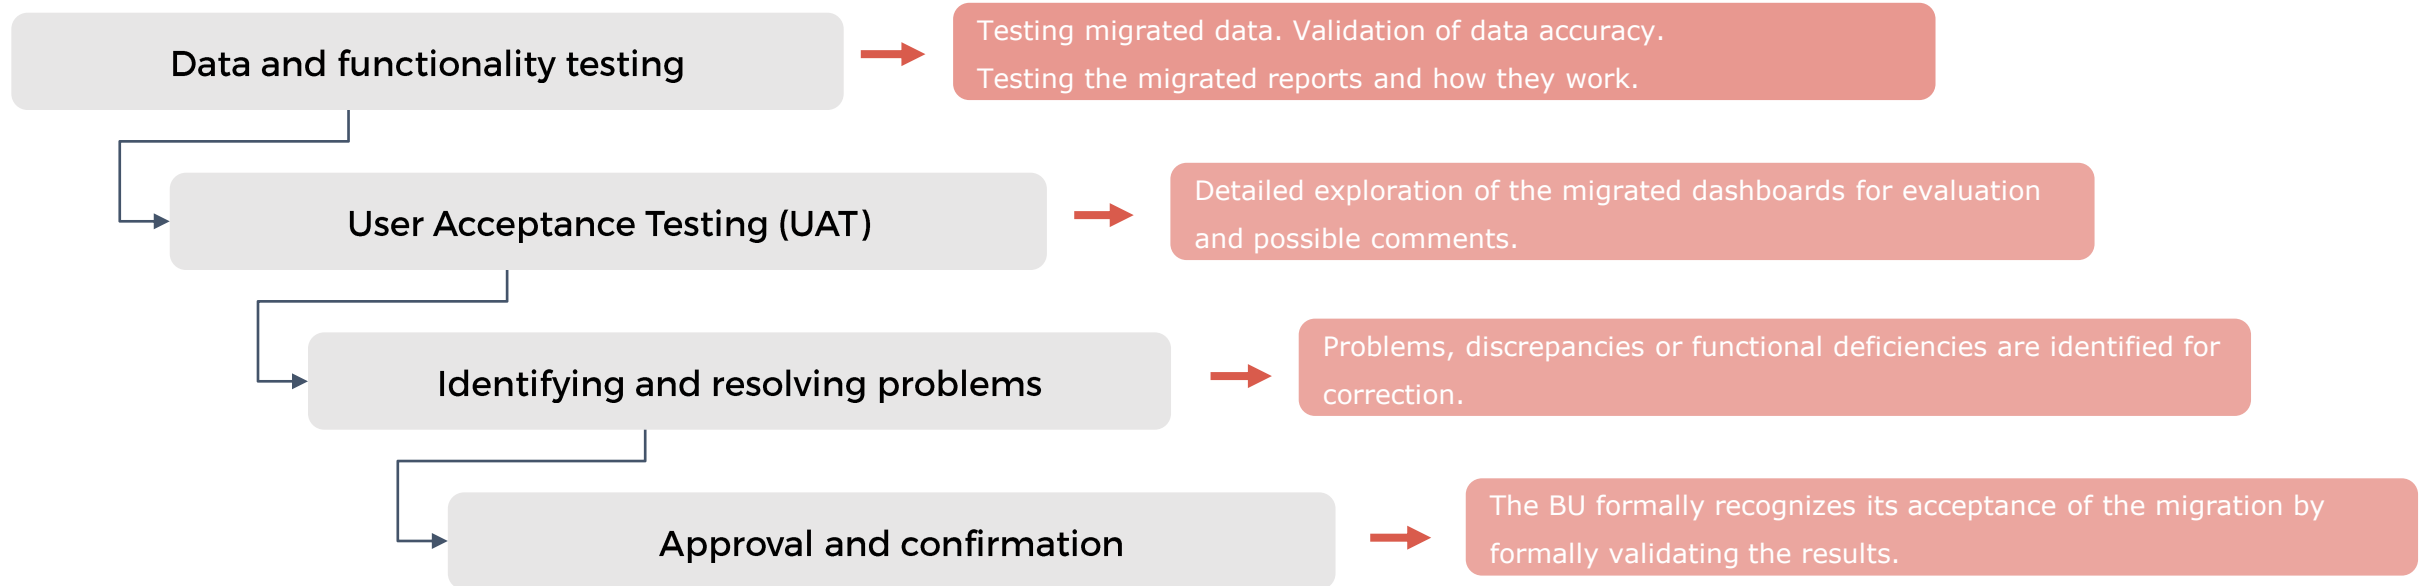 Data and functionality testing
Testing migrated data. Validation of data accuracy.
Testing the migrated reports and how they work.
User Acceptance Testing (UAT)
Detailed exploration of the migrated dashboards for evaluation
and possible comments.
Identifying and resolving problems
Problems, discrepancies or functional deficiencies are identified for
correction.
Approval and confirmation
The BU formally recognizes its acceptance of the migration by
formally validating the results.